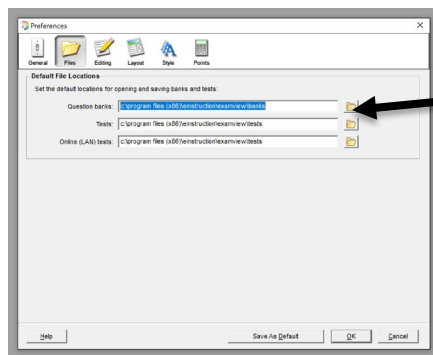 Preferences
General Files Editing Layout Style Points
Default File Locations
Set the default locations for opening and saving banks and tests:
Question banks: c:\program files (x86)\einstruction\examview\banks
Tests: c:\program files (x86)\einstruction\examview\tests
Online (LAN) tests: c:\program files (x86)\einstruction\examview\tests
Help Save As Default OK Cancel